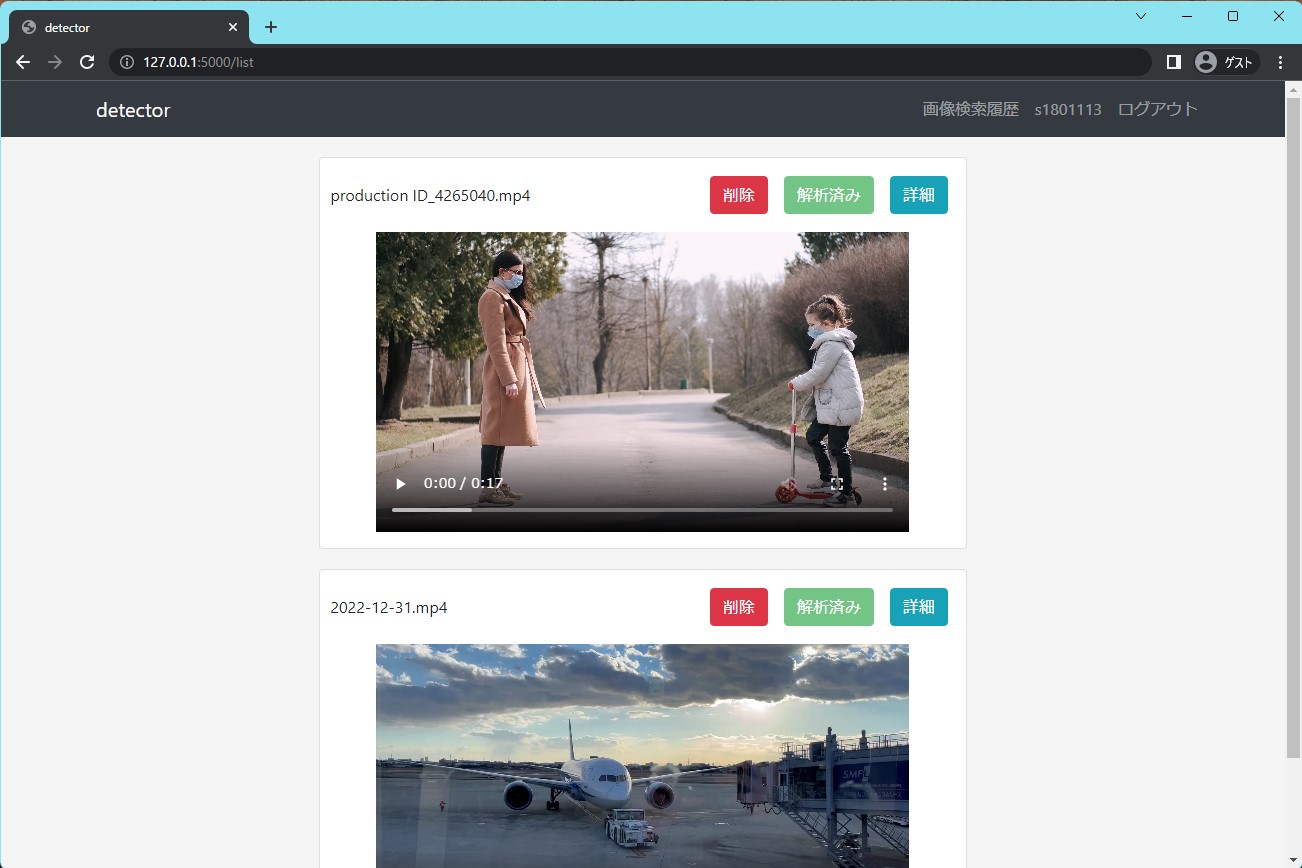 detector
127.0.0.1:5000/list
ゲスト
detector
画像検索履歴 s1801113 ログアウト
production ID_4265040.mp4
削除 解析済み 詳細
0:00 / 0:17
2022-12-31.mp4
削除 解析済み 詳細
SMFL